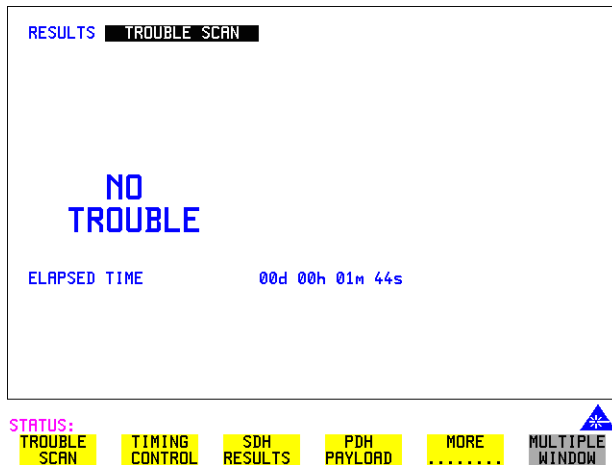 RESULTS TROUBLE SCAN
NO
TROUBLE
ELAPSED TIME 00d 00h 01m 44s
STATUS:
TROUBLE SCAN
TIMING CONTROL
SDH RESULTS
PDH PAYLOAD
MORE ........
MULTIPLE WINDOW